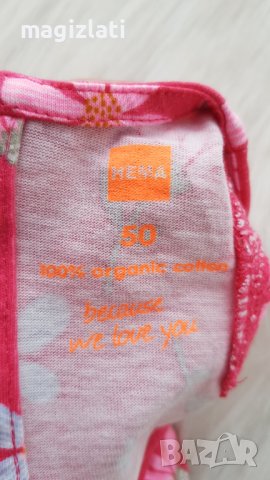 magizlati
HEMA
50
100% organic cotton
because
we love you
BAZAR